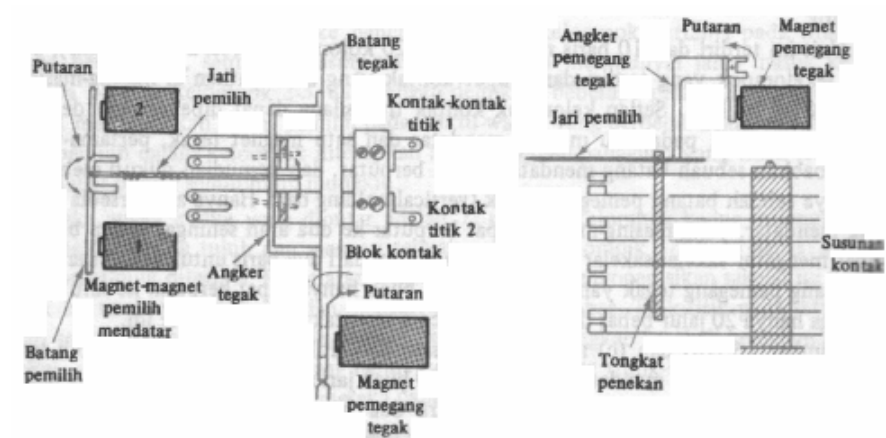 Putaran
2
Jari
pemilih
Batang
tegak
Kontak-kontak
titik 1
Kontak
titik 2
Blok kontak
1
Magnet-magnet
pemilih
mendatar
Angker
tegak
Putaran
Batang
pemilih
Magnet
pemegang
tegak
Angker
pemegang
tegak
Putaran
Magnet
pemegang
tegak
Jari pemilih
Susunan
kontak
Tongkat
penekan